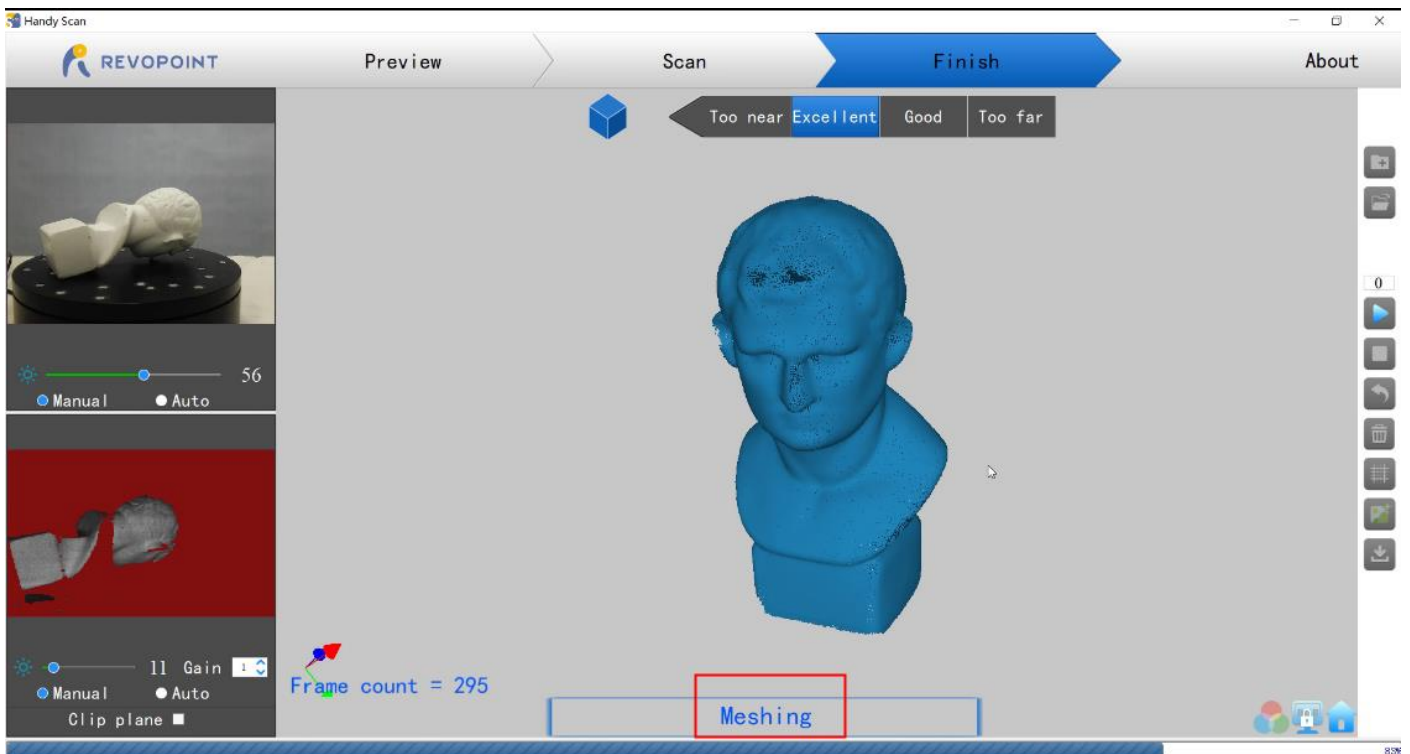 Handy Scan
REVOPOINT
Preview
Scan
Finish
About
Too near
Excellent
Good
Too far
56
Manual
Auto
0
11
Gain
1
Manual
Auto
Clip plane
Frame count = 295
Meshing
83%